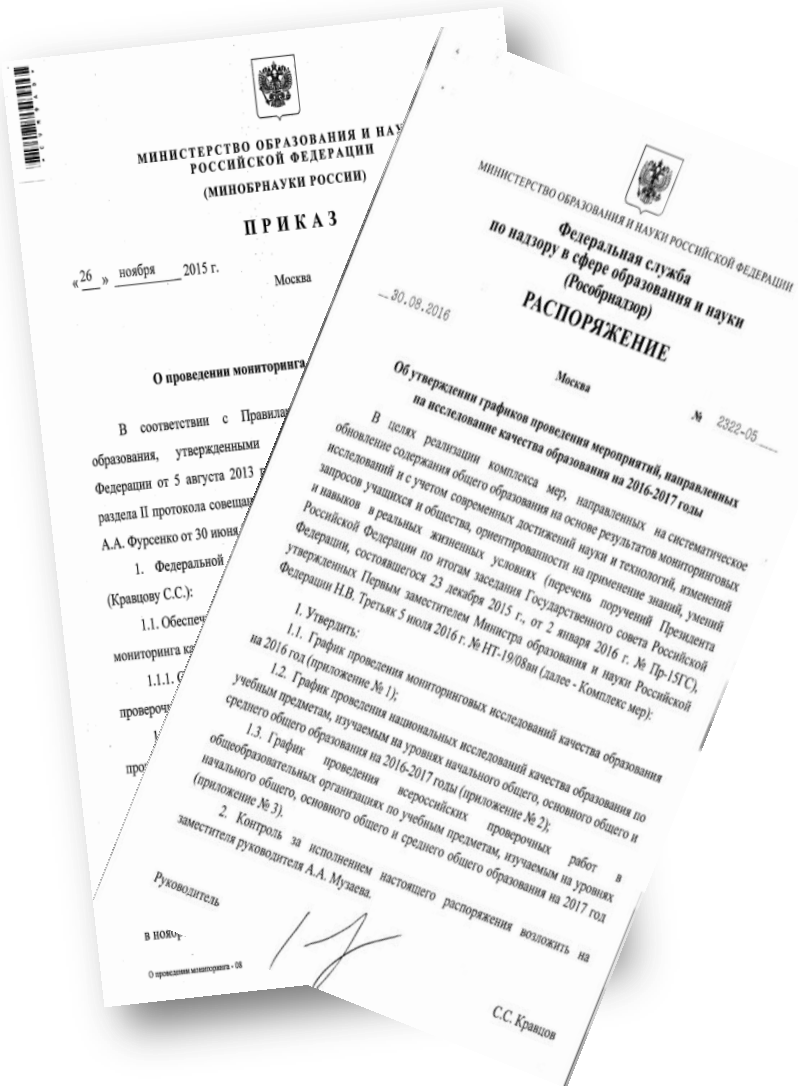 МИНИСТЕРСТВО ОБРАЗОВАНИЯ И НАУ
РОССИЙСКОЙ ФЕДЕРАЦИИ
(МИНОБРНАУКИ РОССИИ)
ПРИКАЗ
«26» ноября 2015 г.
Москва
О проведении мониторинга
В соответствии с Правила
образования, утвержденными
Федерации от 5 августа 2013
раздела II протокола совещан
А.А. Фурсенко от 30 июня
1. Федеральной
(Кравцову С.С.):
1.1. Обеспеч
мониторинга ка
1.1.1.
провероч
в нояб
О проведении мониторинга - 08
МИНИСТЕРСТВО ОБРАЗОВАНИЯ И НАУКИ РОССИЙСКОЙ ФЕДЕРАЦИИ
Федеральная служба
по надзору в сфере образования и науки
(Рособрнадзор)
РАСПОРЯЖЕНИЕ
30.08.2016
Москва
№ 2322-05
Об утверждении графиков проведения мероприятий, направленных
на исследование качества образования на 2016-2017 годы
В целях реализации комплекса мер, направленных на систематическое
обновление содержания общего образования на основе результатов мониторинговых
исследований и с учетом современных достижений науки и технологий, изменений
запросов учащихся и общества, ориентированности на применение знаний, умений
и навыков в реальных жизненных условиях (перечень поручений Президента
Российской Федерации по итогам заседания Государственного совета Российской
Федерации, состоявшегося 23 декабря 2015 г., от 2 января 2016 г. № Пр-15ГС),
утвержденных Первым заместителем Министра образования и науки Российской
Федерации Н.В. Третьяк 5 июля 2016 г. № НТ-19/08вн (далее - Комплекс мер):
1. Утвердить:
1.1. График проведения мониторинговых исследований качества образования
на 2016 год (приложение № 1);
1.2. График проведения национальных исследований качества образования по
учебным предметам, изучаемым на уровнях начального общего, основного общего и
среднего общего образования на 2016-2017 годы (приложение № 2);
1.3. График проведения всероссийских проверочных работ в
общеобразовательных организациях по учебным предметам, изучаемым на уровнях
начального общего, основного общего и среднего общего образования на 2017 год
(приложение № 3).
2. Контроль за исполнением настоящего распоряжения возложить на
заместителя руководителя А.А. Музаева.
Руководитель
С.С. Кравцов